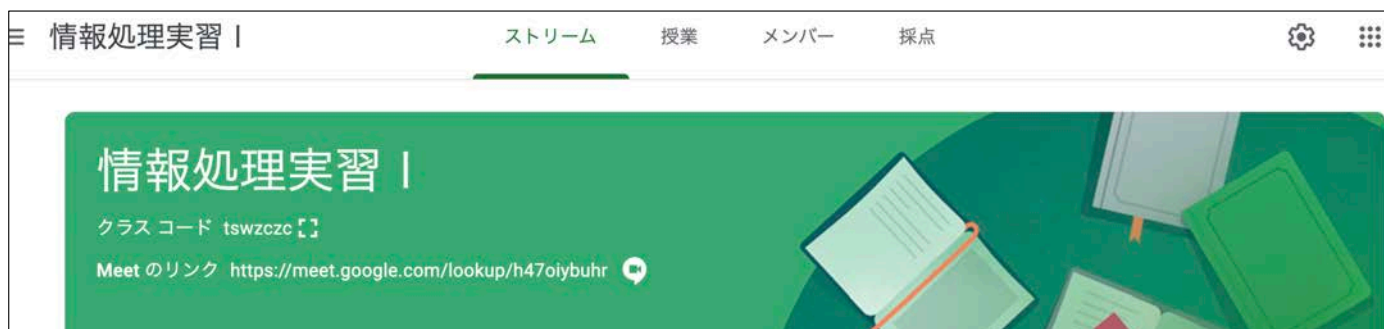 情報処理実習 I
ストリーム 授業 メンバー 採点
情報処理実習 I
クラス コード tswzczc
Meet のリンク https://meet.google.com/lookup/h47oiybuhr